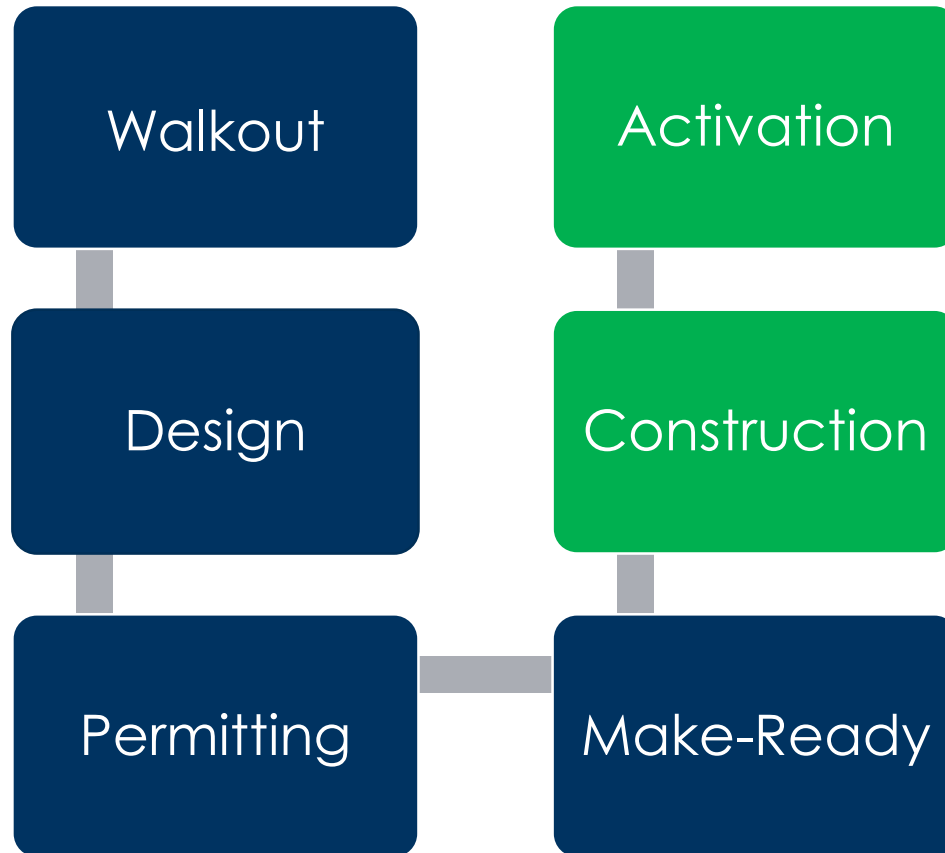 Walkout
Design
Permitting
Make-Ready
Construction
Activation